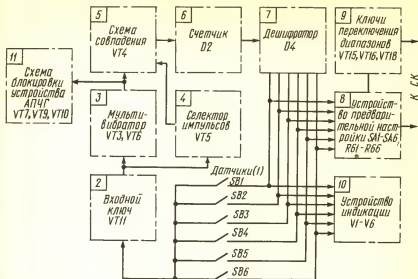 5
Схема
совпадения
VT4
6
Счетчик
D2
7
Дешифратор
D4
9
Ключи
переключения
диапазонов
VT15,VT16,VT18
11
Схема
блокировки
устройства
АПЧГ
VT7,VT9,VT10
3
Мульти-
вибратор
VT3, VT6
4
Селектор
импульсов
VT5
8
Устройст-
во предвари-
тельной наст-
ройки SA1-SA6,
R61-R66
К СК
2
Входной
ключ
VT11
Датчики(1)
SB1
SB2
SB3
SB4
SB5
SB6
10
Устройство
индикации
V1-V6